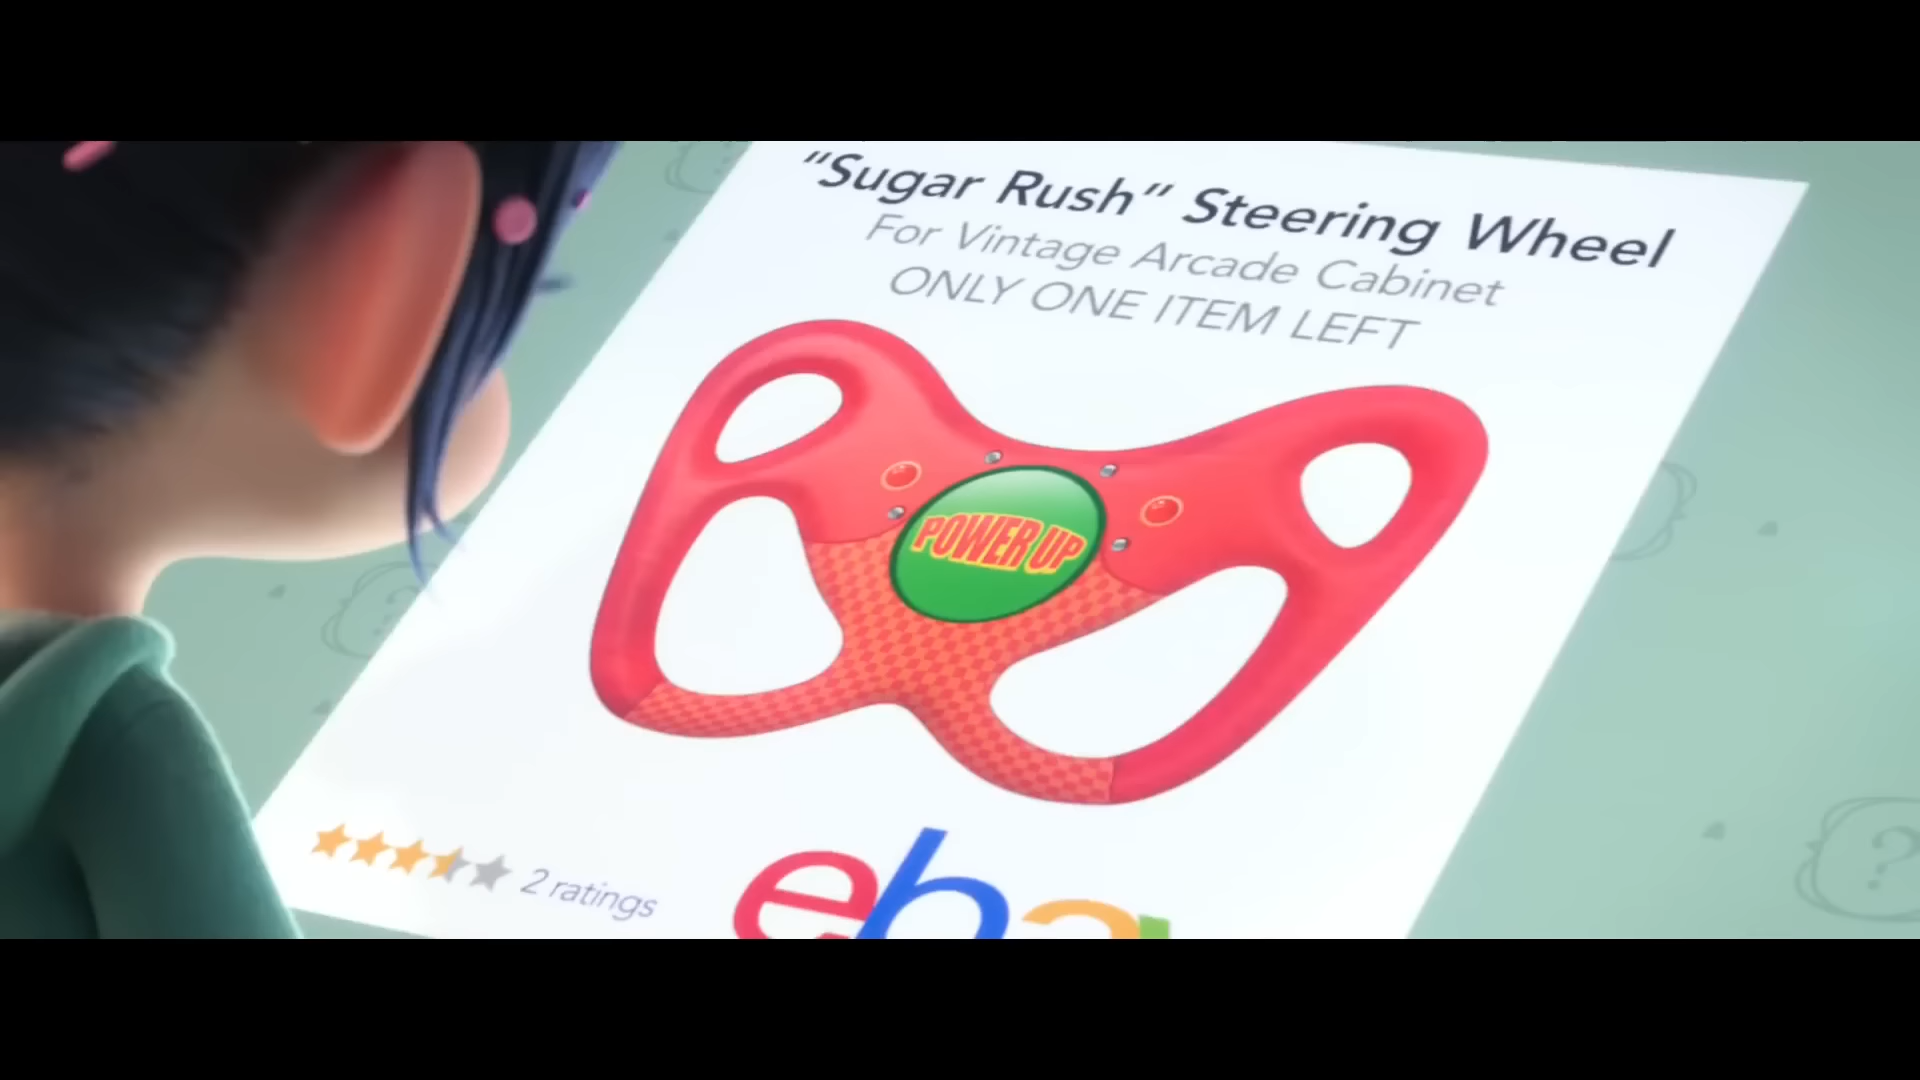 “Sugar Rush” Steering Wheel
For Vintage Arcade Cabinet
ONLY ONE ITEM LEFT
POWER UP
2 ratings
ebay
?